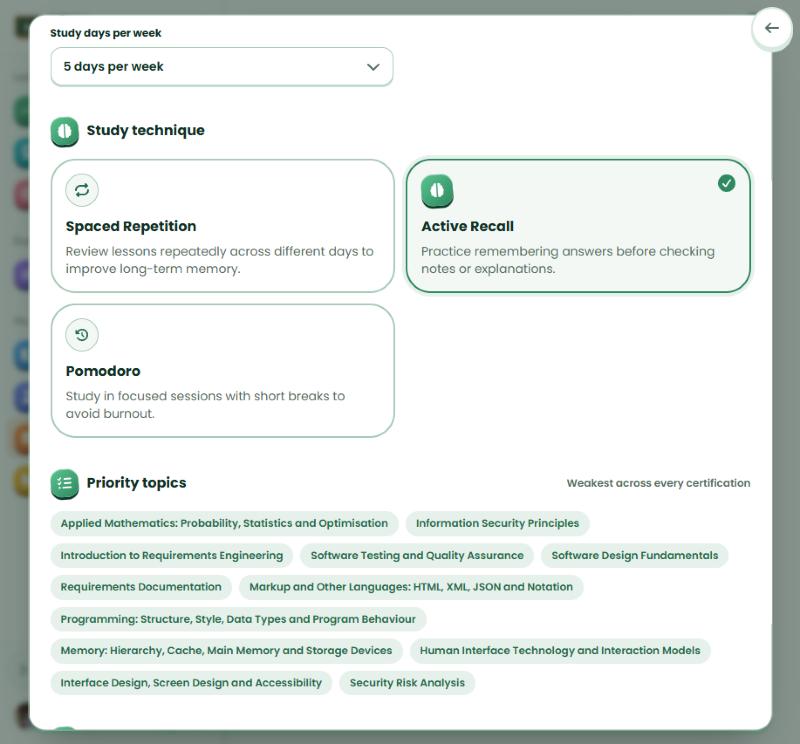 Study days per week
5 days per week
Study technique
Spaced Repetition
Review lessons repeatedly across different days to
improve long-term memory.
Active Recall
Practice remembering answers before checking
notes or explanations.
Pomodoro
Study in focused sessions with short breaks to
avoid burnout.
Priority topics
Weakest across every certification
Applied Mathematics: Probability, Statistics and Optimisation
Information Security Principles
Introduction to Requirements Engineering
Software Testing and Quality Assurance
Software Design Fundamentals
Requirements Documentation
Markup and Other Languages: HTML, XML, JSON and Notation
Programming: Structure, Style, Data Types and Program Behaviour
Memory: Hierarchy, Cache, Main Memory and Storage Devices
Human Interface Technology and Interaction Models
Interface Design, Screen Design and Accessibility
Security Risk Analysis